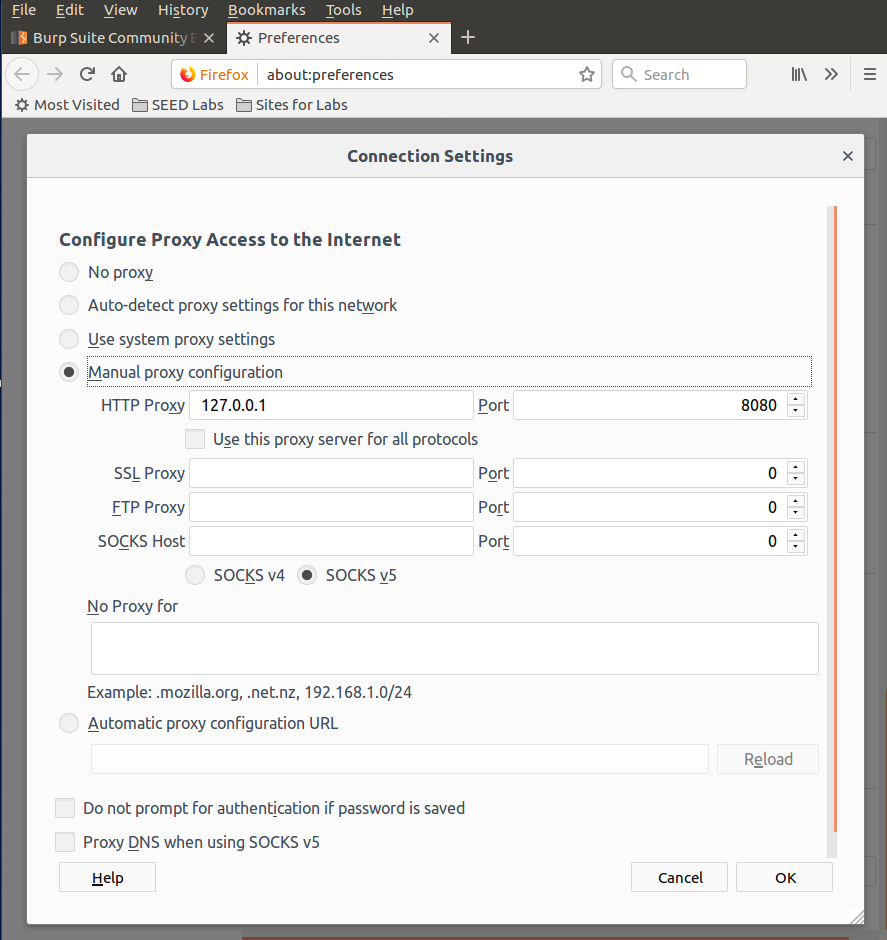 File Edit View History Bookmarks Tools Help
Burp Suite Community E
Preferences
Firefox about:preferences Search
Most Visited SEED Labs Sites for Labs
Connection Settings
Configure Proxy Access to the Internet
No proxy
Auto-detect proxy settings for this network
Use system proxy settings
Manual proxy configuration
HTTP Proxy 127.0.0.1 Port 8080
Use this proxy server for all protocols
SSL Proxy Port 0
FTP Proxy Port 0
SOCKS Host Port 0
SOCKS v4 SOCKS v5
No Proxy for
Example: .mozilla.org, .net.nz, 192.168.1.0/24
Automatic proxy configuration URL
Reload
Do not prompt for authentication if password is saved
Proxy DNS when using SOCKS v5
Help Cancel OK